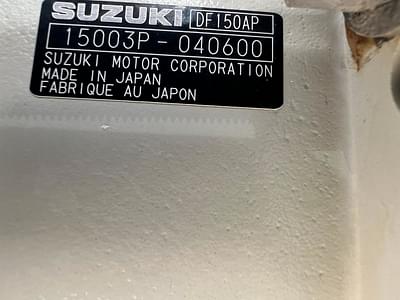 SUZUKI DF150AP
15003P-040600
SUZUKI MOTOR CORPORATION
MADE IN JAPAN
FABRIQUE AU JAPON